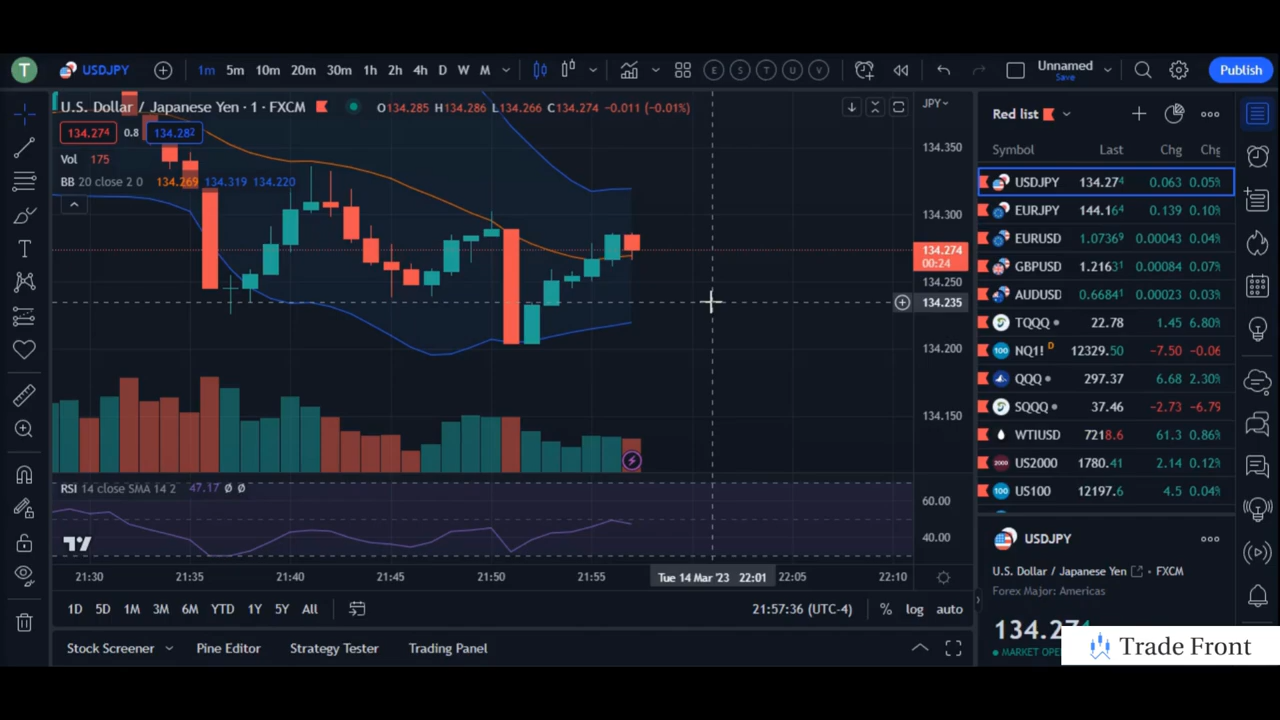 T USDJPY 1m 5m 10m 20m 30m 1h 2h 4h D W M E S T U V Unnamed Save Publish
U.S. Dollar / Japanese Yen · 1 · FXCM O134.285 H134.286 L134.266 C134.274 -0.011 (-0.01%) JPY
134.274 0.8 134.282
Vol 175
BB 20 close 2 0 134.269 134.319 134.220
134.350
134.300
134.274
00:24
134.250
134.235
134.200
134.150
RSI 14 close SMA 14 2 47.17 Ø Ø
60.00
40.00
21:30 21:35 21:40 21:45 21:50 21:55 Tue 14 Mar '23 22:01 22:05 22:10
1D 5D 1M 3M 6M YTD 1Y 5Y All 21:57:36 (UTC-4) % log auto
Stock Screener Pine Editor Strategy Tester Trading Panel
Red list
Symbol Last Chg Chg
USDJPY 134.274 0.063 0.05%
EURJPY 144.164 0.139 0.10%
EURUSD 1.07369 0.00043 0.04%
GBPUSD 1.21631 0.00084 0.07%
AUDUSD 0.66841 0.00023 0.03%
TQQQ 22.78 1.45 6.80%
100 NQ1! D 12329.50 -7.50 -0.06
QQQ 297.37 6.68 2.30%
SQQQ 37.46 -2.73 -6.79
WTIUSD 7218.6 61.3 0.86%
2000 US2000 1780.41 2.14 0.12%
100 US100 12197.6 4.5 0.04%
USDJPY
U.S. Dollar / Japanese Yen · FXCM
Forex Major: Americas
134.274
MARKET OPE
Trade Front